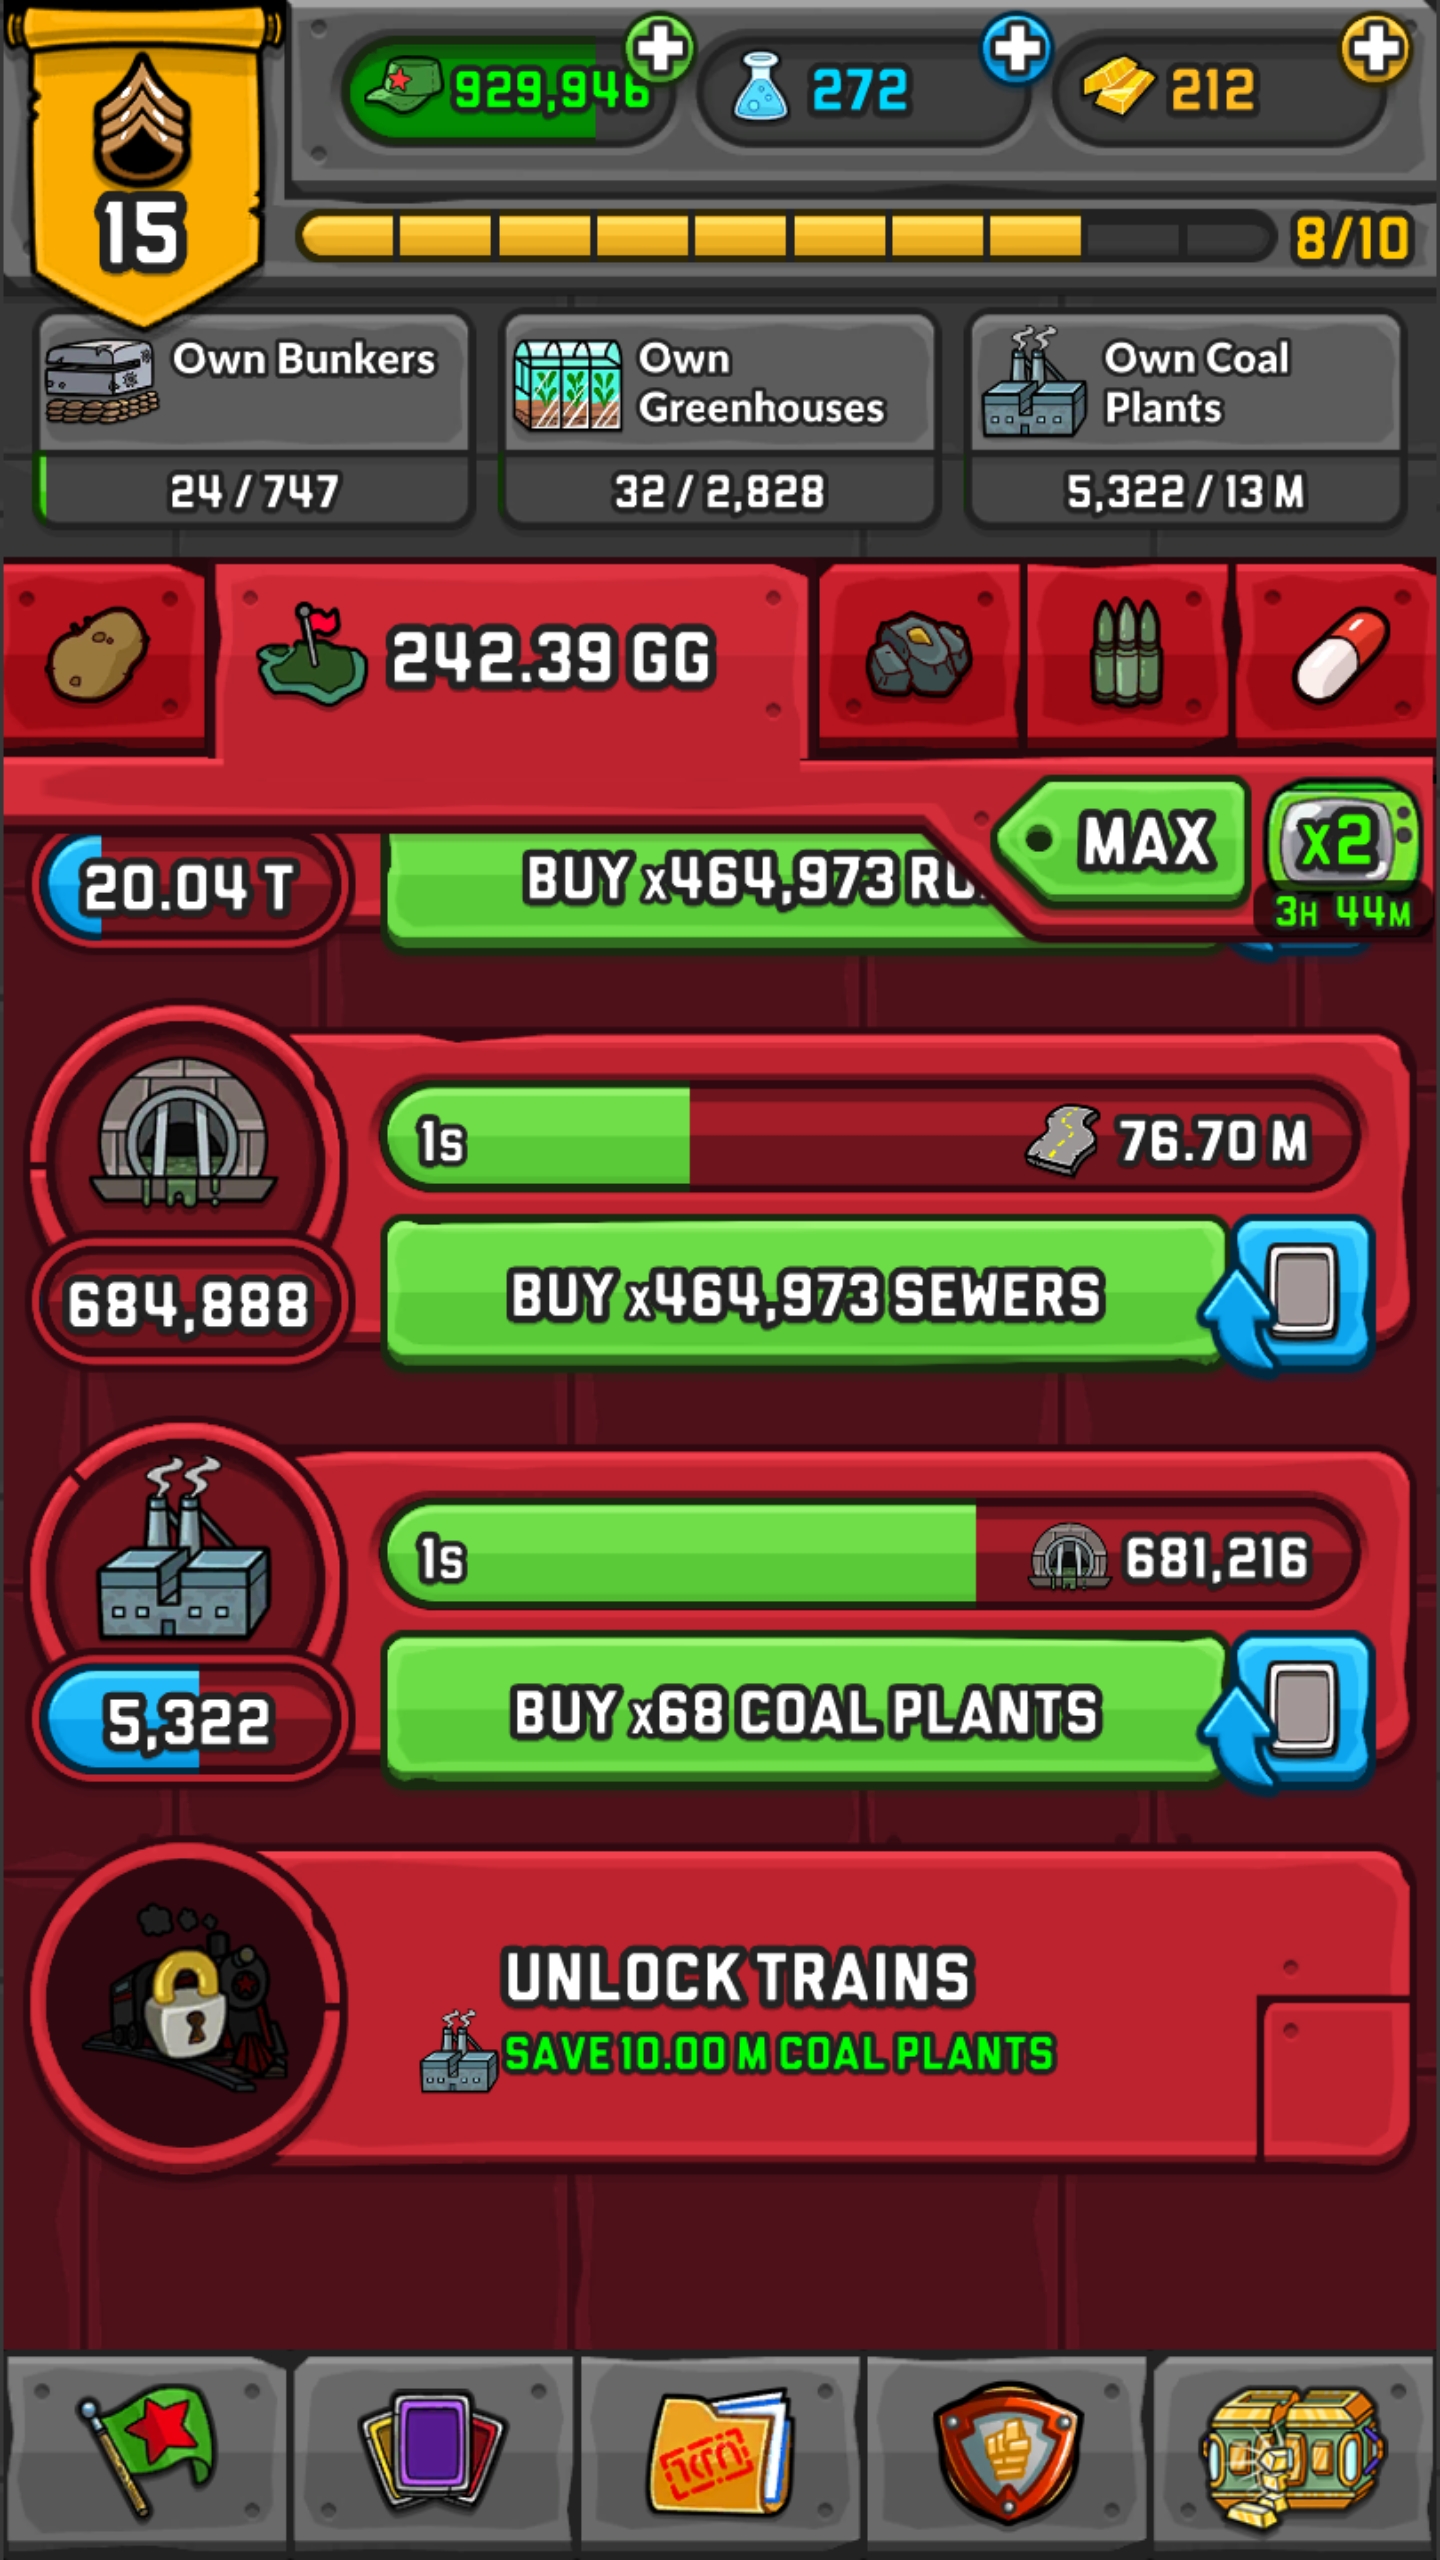 15
929,946
272
212
8/10
Own Bunkers
24 / 747
Own
Greenhouses
32 / 2,828
Own Coal
Plants
5,322 / 13 M
242.39 GG
MAX
x2
3H 44M
20.04 T
BUY x464,973
1s
76.70 M
684,888
BUY x464,973 SEWERS
1s
681,216
5,322
BUY x68 COAL PLANTS
UNLOCK TRAINS
SAVE 10.00 M COAL PLANTS